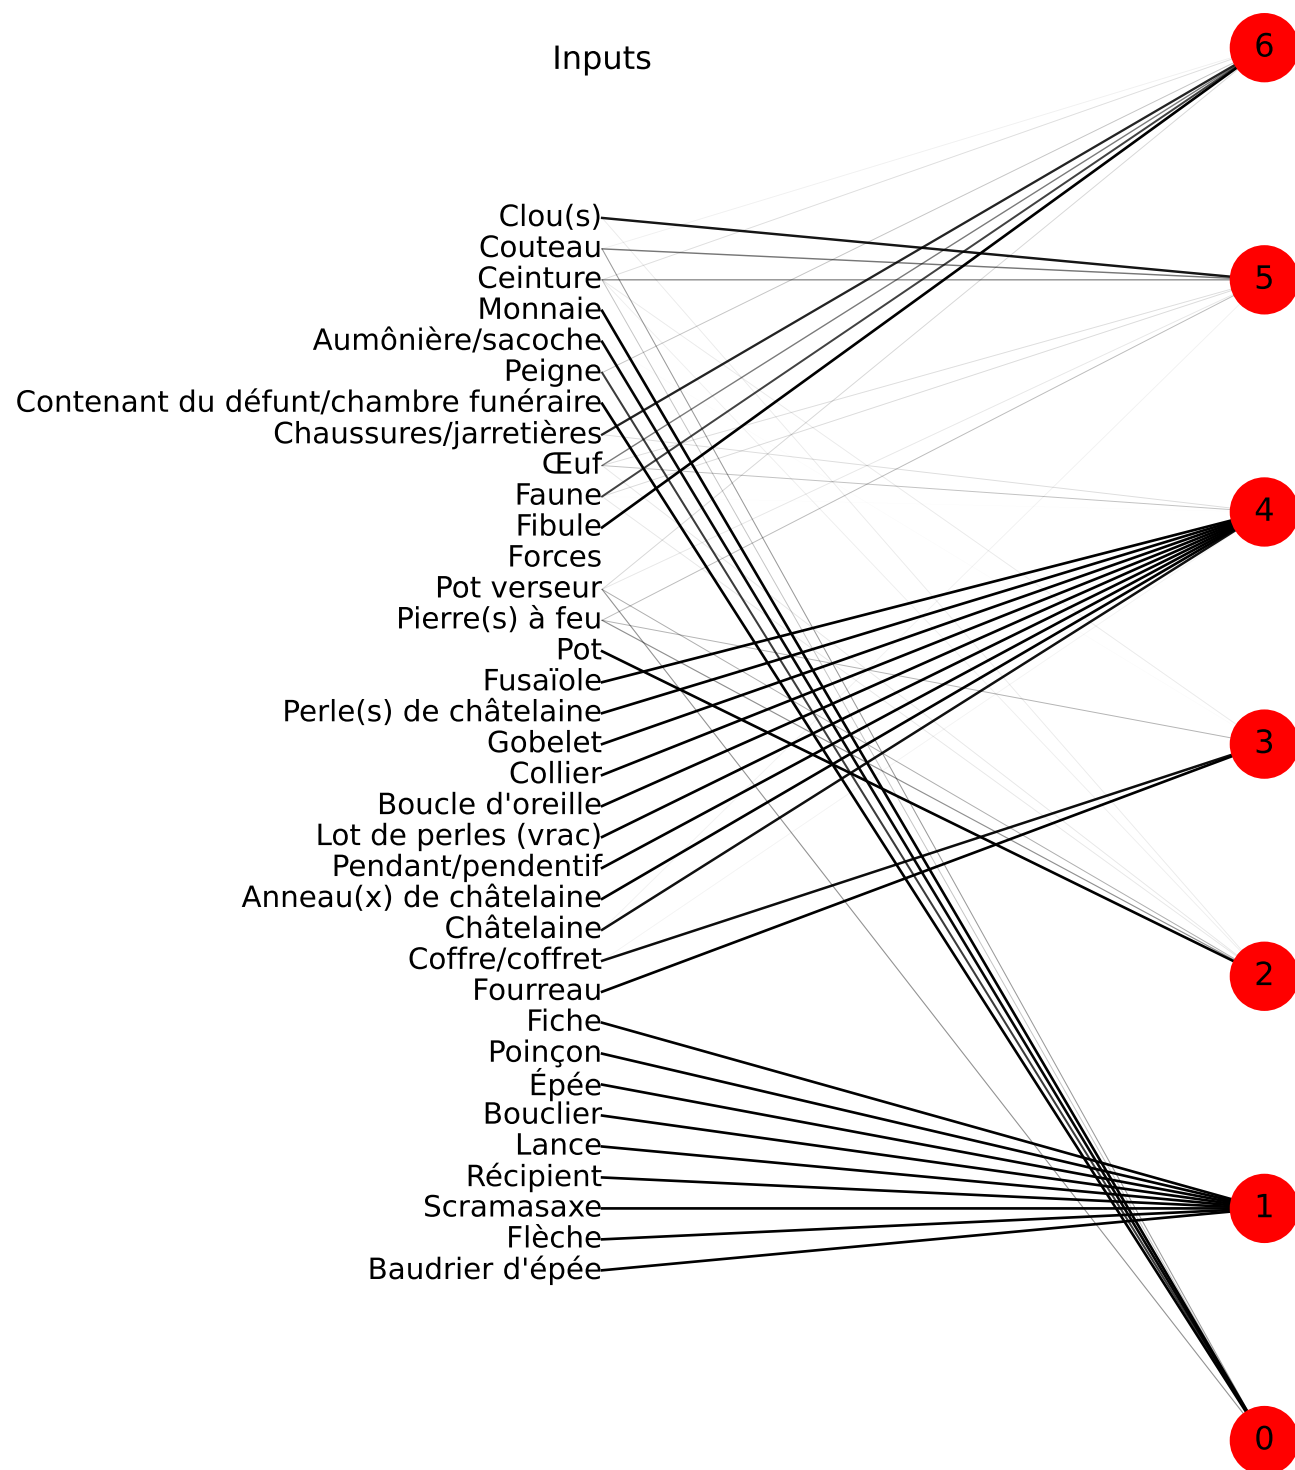 6
Inputs
Clou(s)
Couteau
Ceinture
5
Monnaie
Aumônière/sacoche
Peigne
Contenant du défunt/chambre funéraire
Chaussures/jarretières
Œuf
Faune
4
Fibule
Forces
Pot verseur
Pierre(s) à feu
Pot
Fusaïole
Perle(s) de châtelaine
Gobelet
3
Collier
Boucle d'oreille
Lot de perles (vrac)
Pendant/pendentif
Anneau(x) de châtelaine
Châtelaine
Coffre/coffret
2
Fourreau
Fiche
Poinçon
Épée
Bouclier
Lance
Récipient
Scramasaxe
1
Flèche
Baudrier d'épée
0